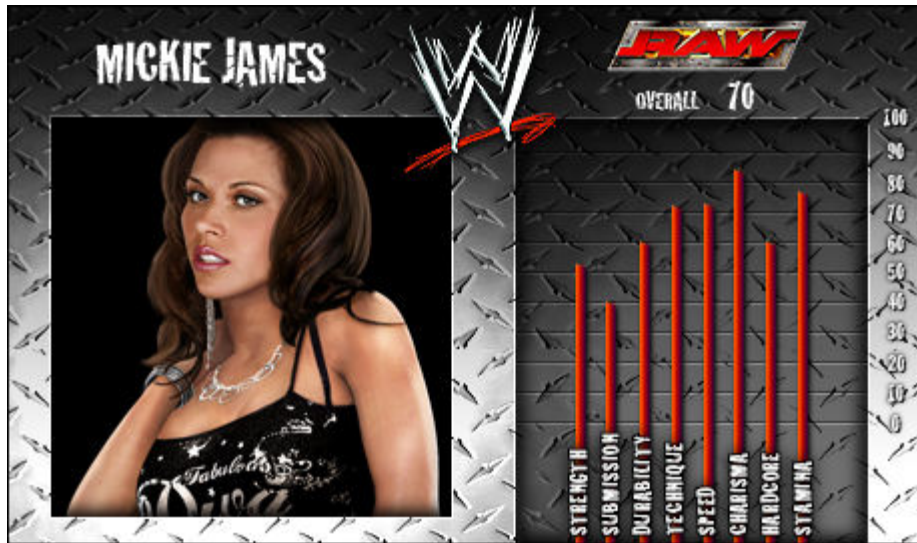 MICKIE JAMES
W
RAW
OVERALL 70
100
90
80
70
60
50
40
30
20
10
0
STRENGTH
SUBMISSION
DURABILITY
TECHNIQUE
SPEED
CHARISMA
HARDCORE
STAMINA
Fabulous
Diva